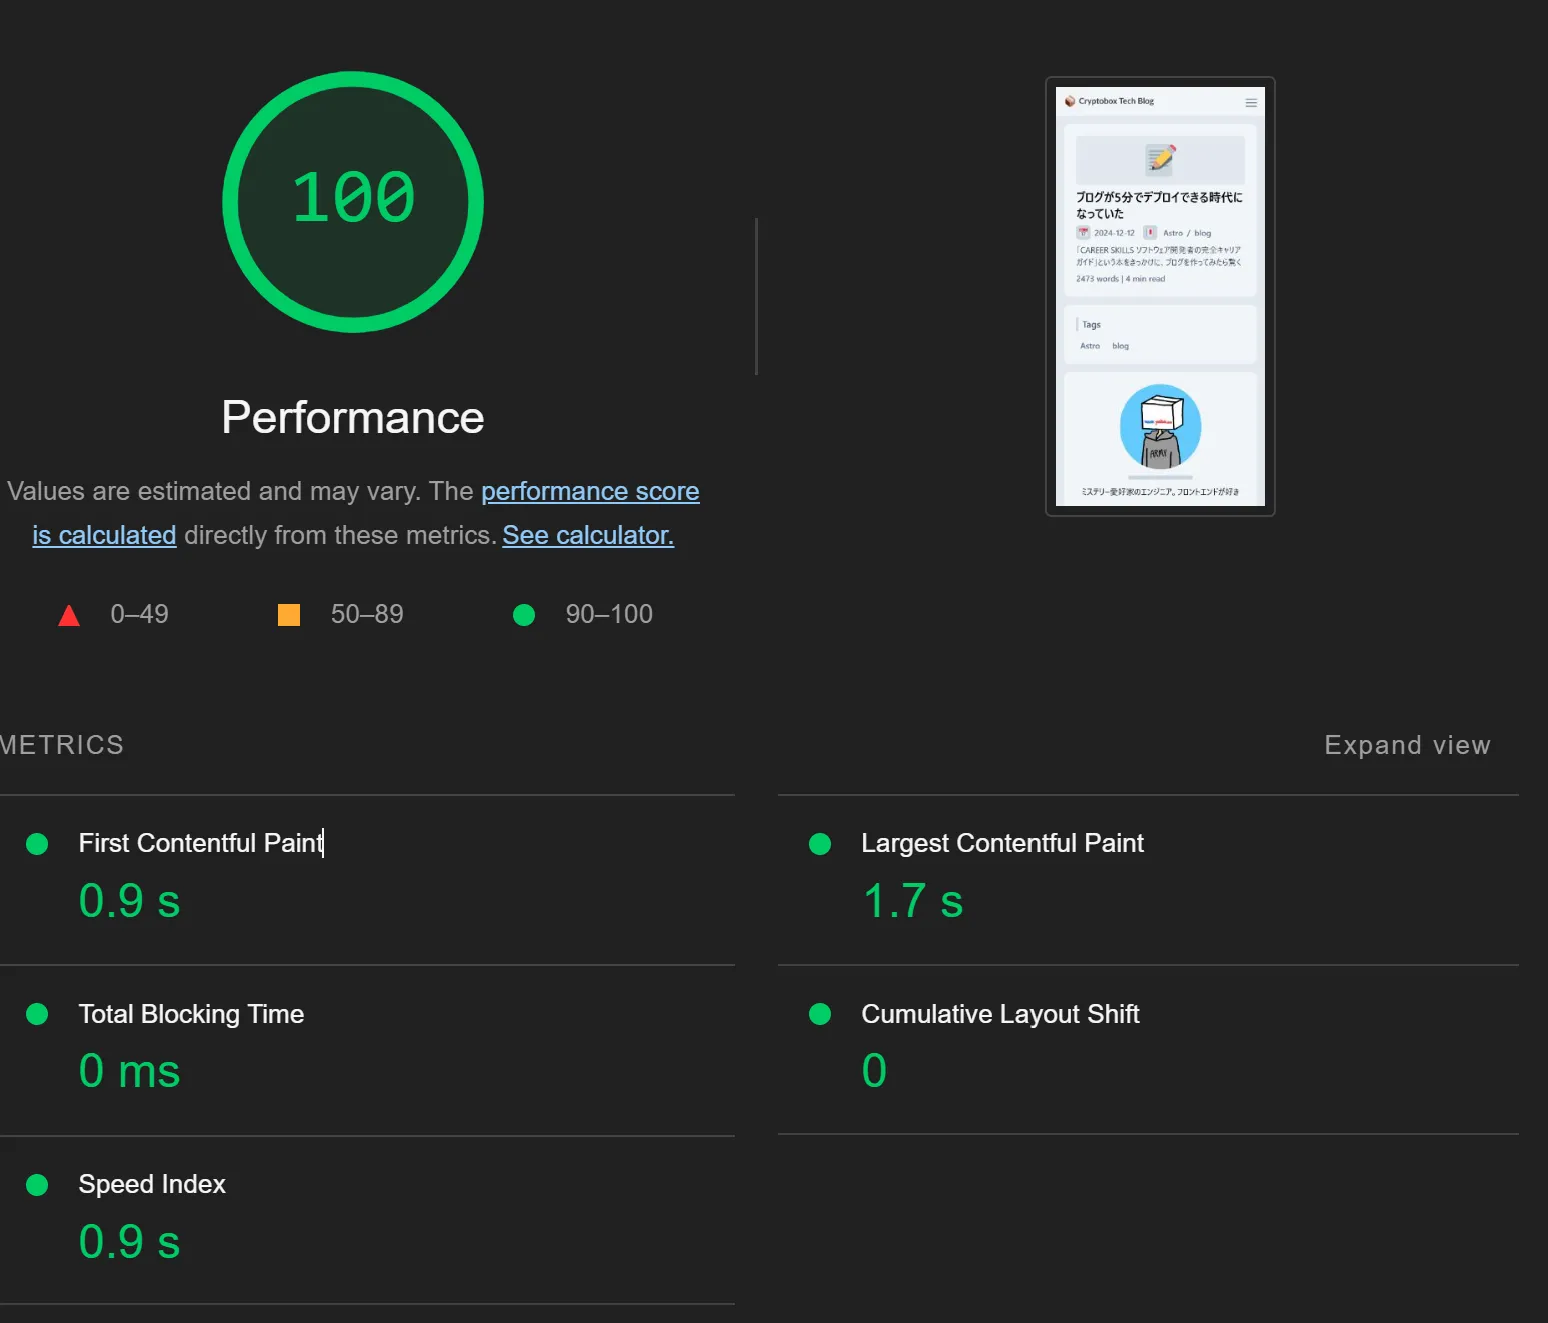 100
Performance
Values are estimated and may vary. The performance score
is calculated directly from these metrics. See calculator.
0–49
50–89
90–100
Cryptobox Tech Blog
ブログが5分でデプロイできる時代に
なっていた
2024-12-12 Astro / blog
「CAREER SKILLS ソフトウェア開発者の完全キャリア
ガイド」という本をきっかけに、ブログを作ってみたら驚く
2473 words | 4 min read
Tags
Astro blog
ARMY
ミステリー愛好家のエンジニア。フロントエンドが好き
METRICS
Expand view
First Contentful Paint
0.9 s
Largest Contentful Paint
1.7 s
Total Blocking Time
0 ms
Cumulative Layout Shift
0
Speed Index
0.9 s